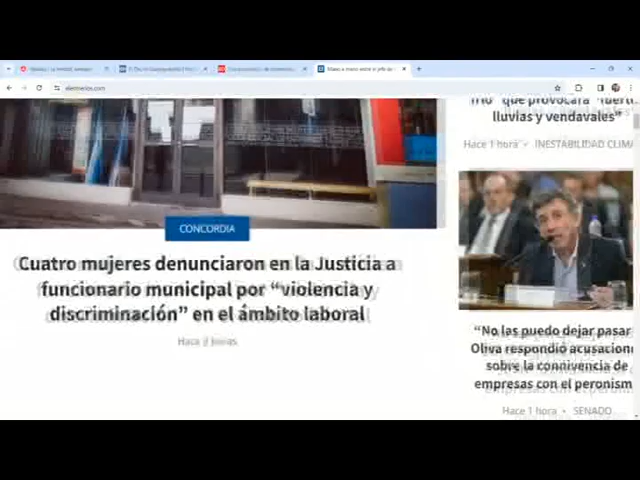 elentrerios.com
CONCORDIA
Cuatro mujeres denunciaron en la Justicia a
funcionario municipal por “violencia y
discriminación” en el ámbito laboral
Hace 2 horas
frío” que provocará “fuert
lluvias y vendavales”
Hace 1 hora • INESTABILIDAD CLIMÁ
“No las puedo dejar pasar
Oliva respondió acusacion
sobre la connivencia de
empresas con el peronism
Hace 1 hora • SENADO